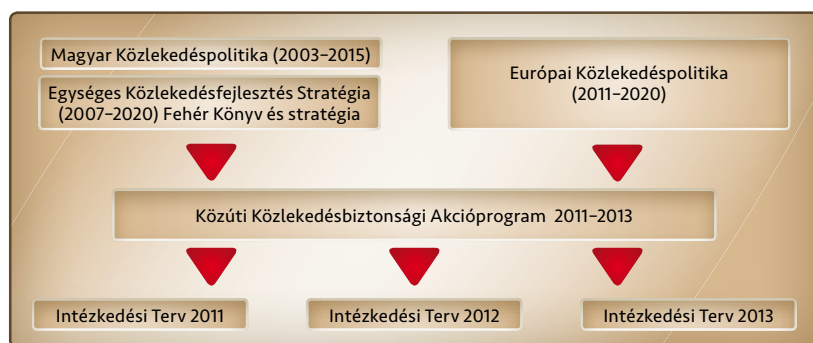 Magyar Közlekedéspolitika (2003–2015)
Egységes Közlekedésfejlesztés Stratégia
(2007–2020) Fehér Könyv és stratégia
Európai Közlekedéspolitika
(2011–2020)
Közúti Közlekedésbiztonsági Akcióprogram 2011–2013
Intézkedési Terv 2011
Intézkedési Terv 2012
Intézkedési Terv 2013